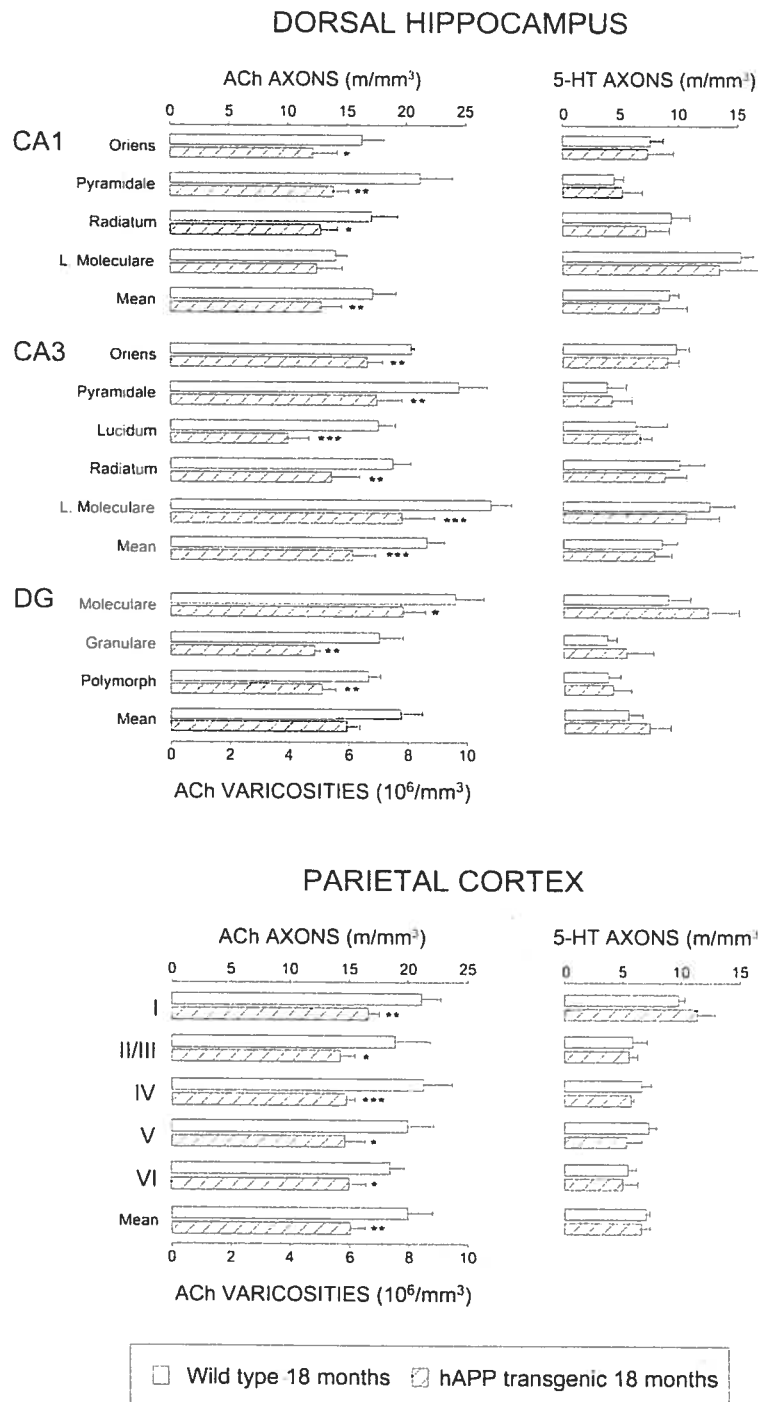 DORSAL HIPPOCAMPUS
ACh AXONS (m/mm³) 5-HT AXONS (m/mm³)
0 5 10 15 20 25 0 5 10 15
CA1 Oriens *
Pyramidale **
Radiatum *
L. Moleculare
Mean **
CA3 Oriens **
Pyramidale **
Lucidum ***
Radiatum **
L. Moleculare ***
Mean ***
DG Moleculare *
Granulare **
Polymorph **
Mean
0 2 4 6 8 10
ACh VARICOSITIES (10⁶/mm³)
PARIETAL CORTEX
ACh AXONS (m/mm³) 5-HT AXONS (m/mm³
0 5 10 15 20 25 0 5 10 15
I **
II/III *
IV ***
V *
VI *
Mean **
0 2 4 6 8 10
ACh VARICOSITIES (10⁶/mm³)
Wild type 18 months hAPP transgenic 18 months